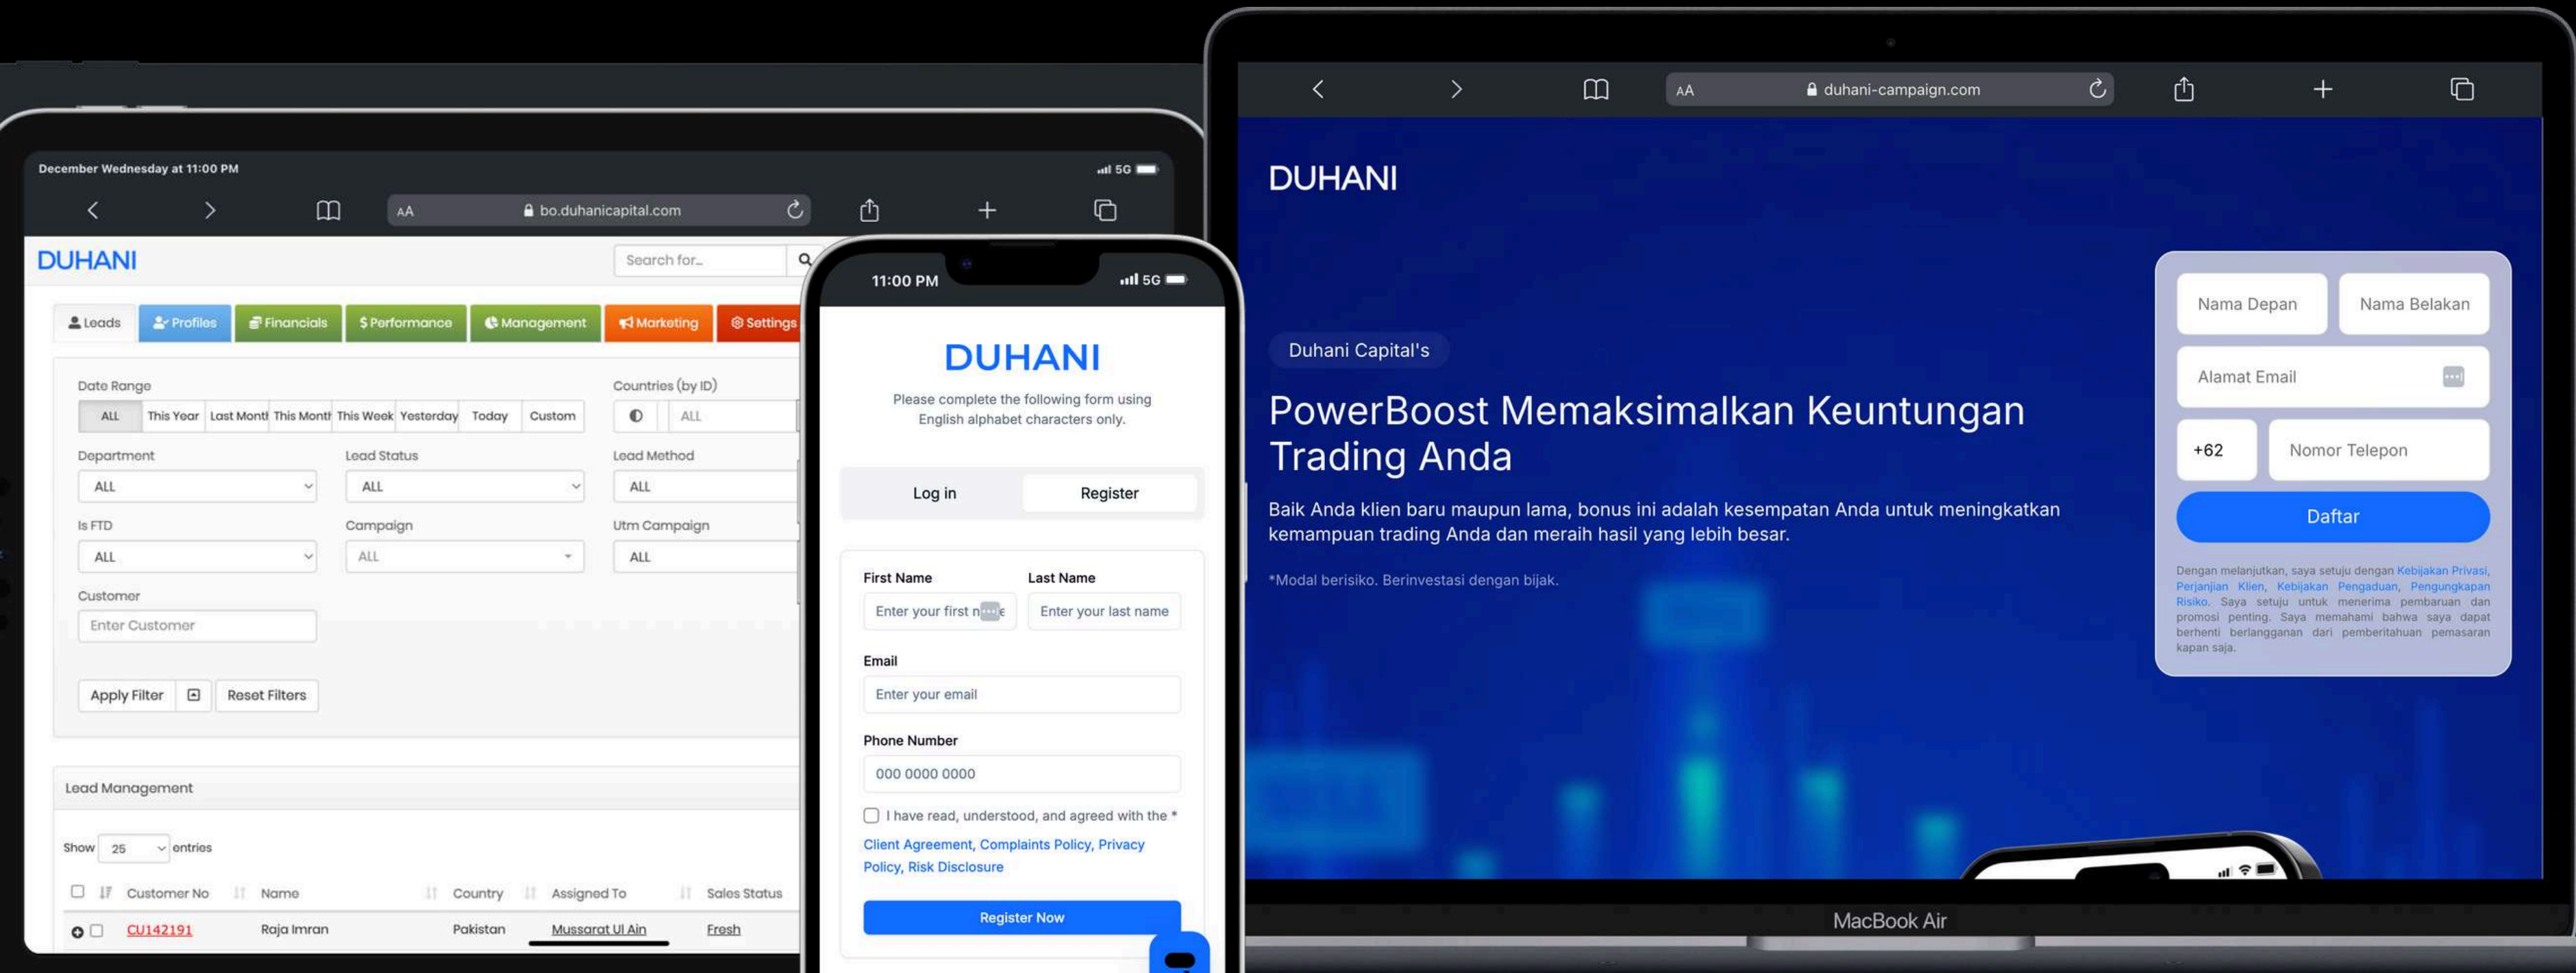 December Wednesday at 11:00 PM
5G
AA
bo.duhanicapital.com
DUHANI
Search for...
Leads
Profiles
Financials
$ Performance
Management
Marketing
Settings
Date Range
Countries (by ID)
ALL
This Year
Last Month
This Month
This Week
Yesterday
Today
Custom
ALL
Department
Lead Status
Lead Method
ALL
ALL
ALL
Is FTD
Campaign
Utm Campaign
ALL
ALL
ALL
Customer
Enter Customer
Apply Filter
Reset Filters
Lead Management
Show 25 entries
Customer No
Name
Country
Assigned To
Sales Status
CU142191
Raja Imran
Pakistan
Mussarat Ul Ain
Fresh
11:00 PM
5G
DUHANI
Please complete the following form using
English alphabet characters only.
Log in
Register
First Name
Last Name
Enter your first
Enter your last name
Email
Enter your email
Phone Number
000 0000 0000
I have read, understood, and agreed with the *
Client Agreement, Complaints Policy, Privacy
Policy, Risk Disclosure
Register Now
AA
duhani-campaign.com
DUHANI
Duhani Capital's
PowerBoost Memaksimalkan Keuntungan
Trading Anda
Baik Anda klien baru maupun lama, bonus ini adalah kesempatan Anda untuk meningkatkan
kemampuan trading Anda dan meraih hasil yang lebih besar.
*Modal berisiko. Berinvestasi dengan bijak.
Nama Depan
Nama Belakan
Alamat Email
+62
Nomor Telepon
Daftar
Dengan melanjutkan, saya setuju dengan Kebijakan Privasi,
Perjanjian Klien, Kebijakan Pengaduan, Pengungkapan
Risiko. Saya setuju untuk menerima pembaruan dan
promosi penting. Saya memahami bahwa saya dapat
berhenti berlangganan dari pemberitahuan pemasaran
kapan saja.
MacBook Air